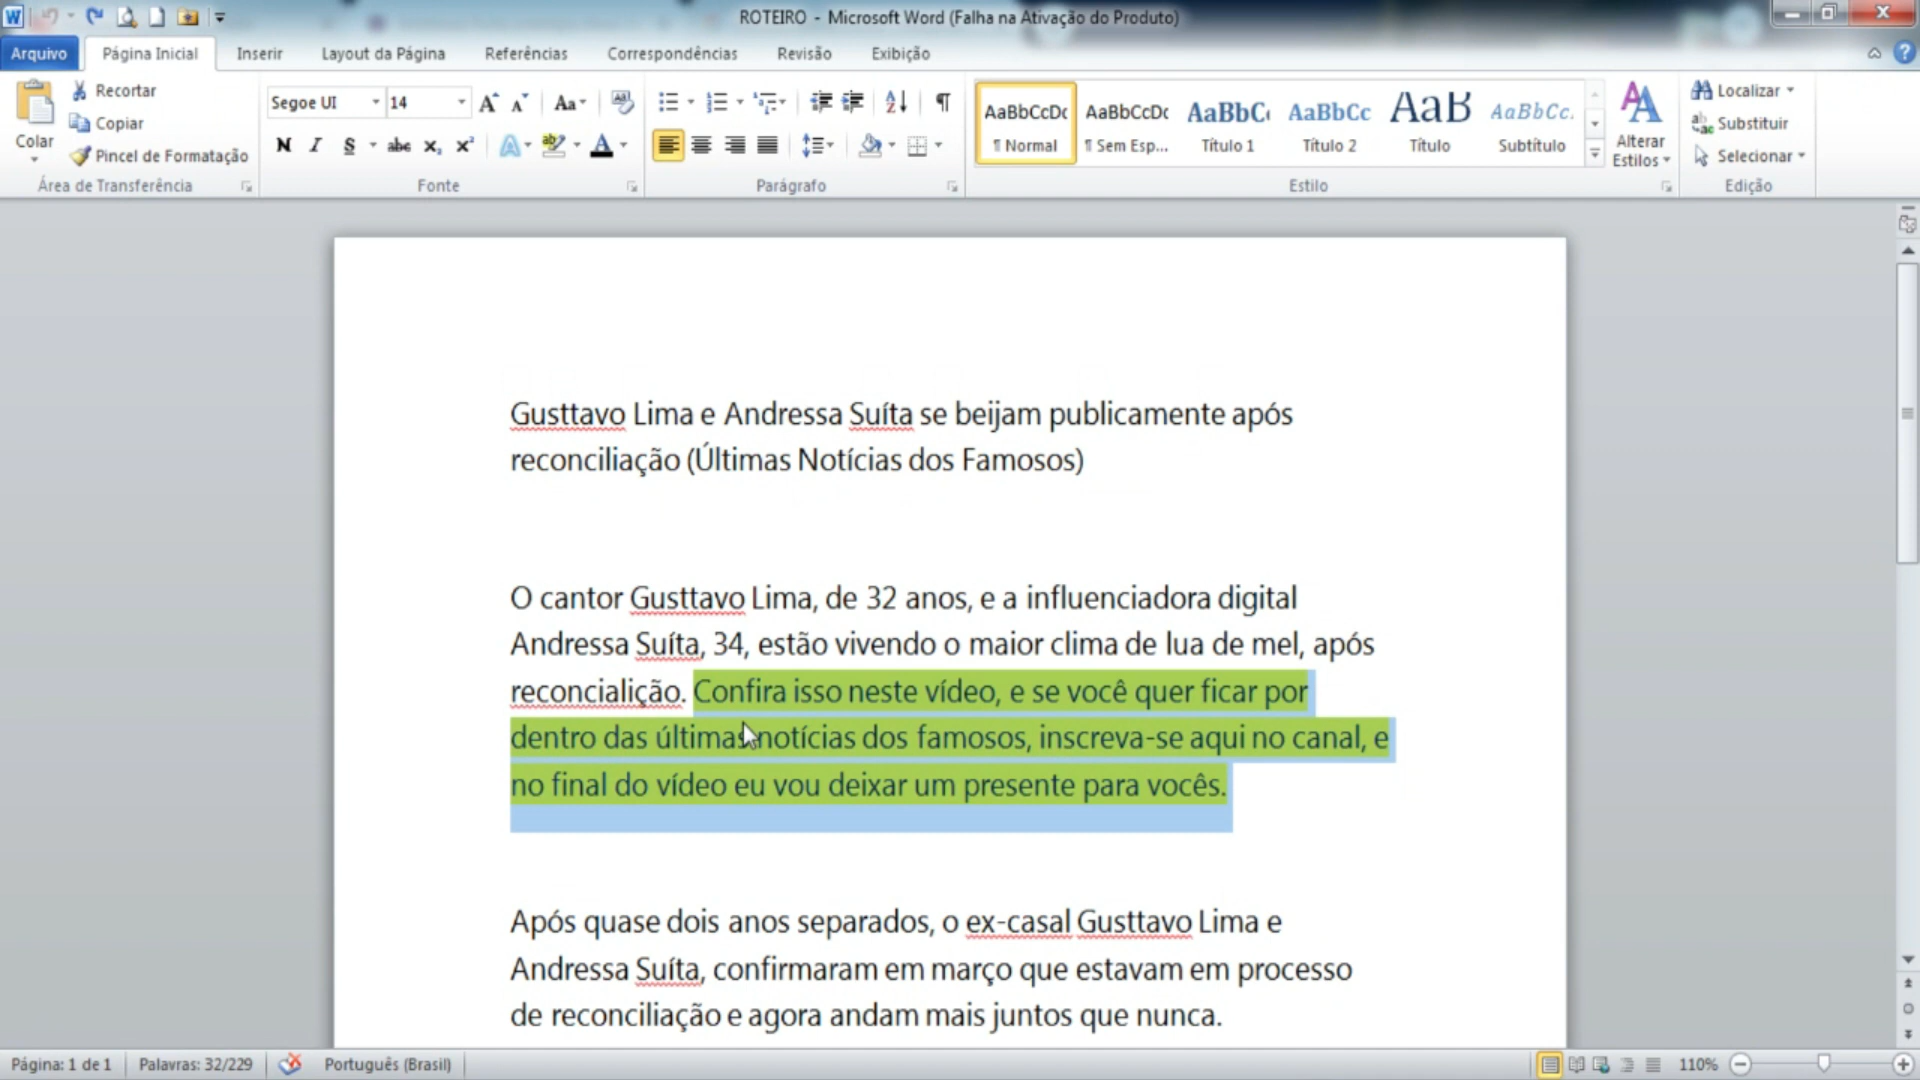 ROTEIRO - Microsoft Word (Falha na Ativação do Produto)
Arquivo Página Inicial Inserir Layout da Página Referências Correspondências Revisão Exibição
Colar
Recortar
Copiar
Pincel de Formatação
Área de Transferência
Segoe UI 14
N I S abc x₂ x²
Aa
Fonte
Parágrafo
AaBbCcDc AaBbCcDc AaBbC AaBbCc AaB AaBbCc.
¶ Normal ¶ Sem Esp... Título 1 Título 2 Título Subtítulo
Alterar
Estilos
Estilo
Localizar
Substituir
Selecionar
Edição
Gusttavo Lima e Andressa Suíta se beijam publicamente após
reconciliação (Últimas Notícias dos Famosos)
O cantor Gusttavo Lima, de 32 anos, e a influenciadora digital
Andressa Suíta, 34, estão vivendo o maior clima de lua de mel, após
reconcialição. Confira isso neste vídeo, e se você quer ficar por
dentro das últimas notícias dos famosos, inscreva-se aqui no canal, e
no final do vídeo eu vou deixar um presente para vocês.
Após quase dois anos separados, o ex-casal Gusttavo Lima e
Andressa Suíta, confirmaram em março que estavam em processo
de reconciliação e agora andam mais juntos que nunca.
Página: 1 de 1 Palavras: 32/229 Português (Brasil) 110%